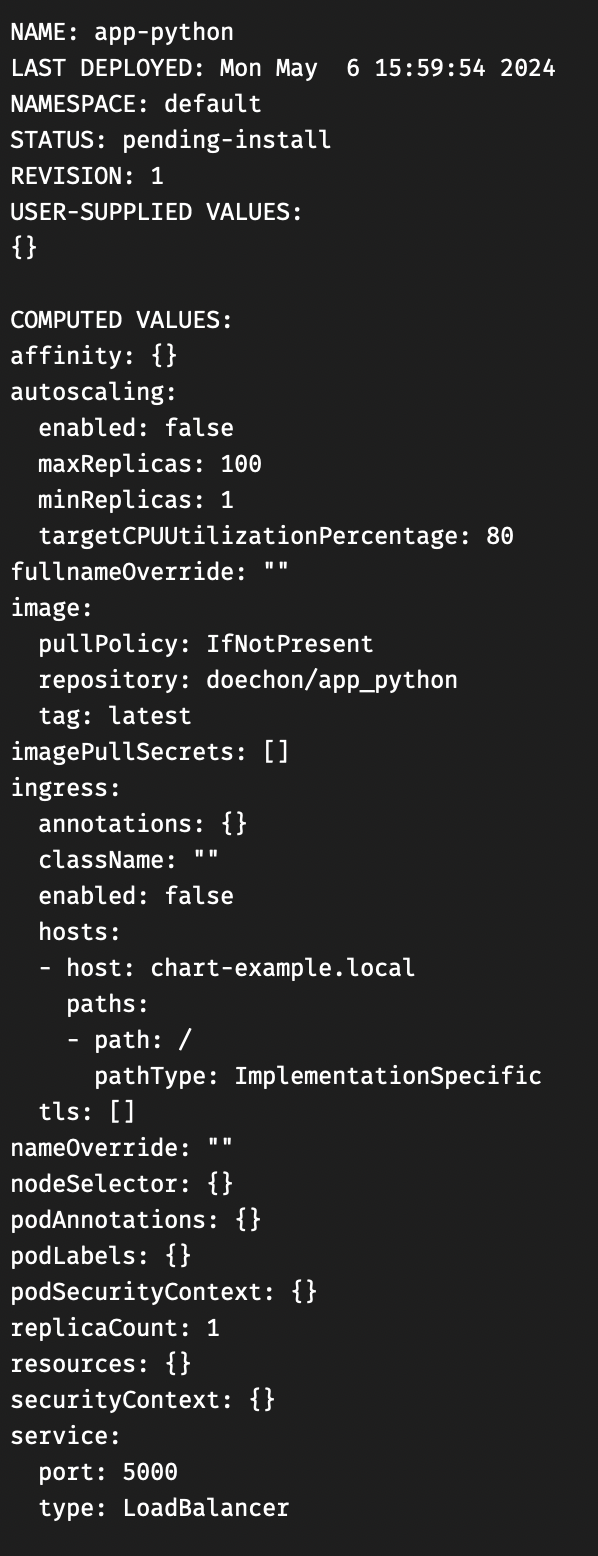 NAME: app-python
LAST DEPLOYED: Mon May  6 15:59:54 2024
NAMESPACE: default
STATUS: pending-install
REVISION: 1
USER-SUPPLIED VALUES:
{}

COMPUTED VALUES:
affinity: {}
autoscaling:
  enabled: false
  maxReplicas: 100
  minReplicas: 1
  targetCPUUtilizationPercentage: 80
fullnameOverride: ""
image:
  pullPolicy: IfNotPresent
  repository: doechon/app_python
  tag: latest
imagePullSecrets: []
ingress:
  annotations: {}
  className: ""
  enabled: false
  hosts:
  - host: chart-example.local
    paths:
    - path: /
      pathType: ImplementationSpecific
  tls: []
nameOverride: ""
nodeSelector: {}
podAnnotations: {}
podLabels: {}
podSecurityContext: {}
replicaCount: 1
resources: {}
securityContext: {}
service:
  port: 5000
  type: LoadBalancer